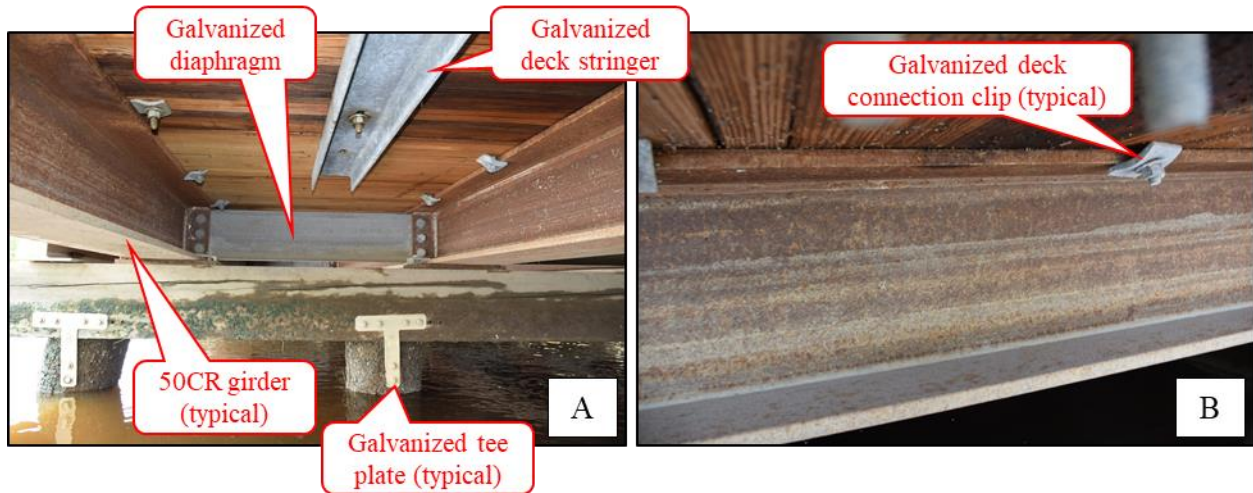 Galvanized
diaphragm
Galvanized
deck stringer
50CR girder
(typical)
Galvanized tee
plate (typical)
A
Galvanized deck
connection clip (typical)
B